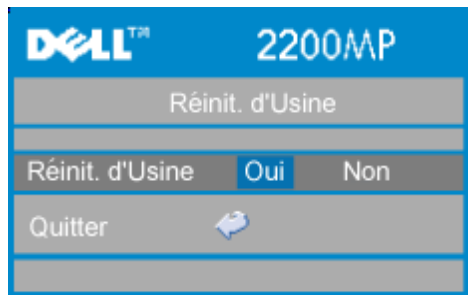 DELL™ 2200MP
Réinit. d'Usine
Réinit. d'Usine Oui Non
Quitter